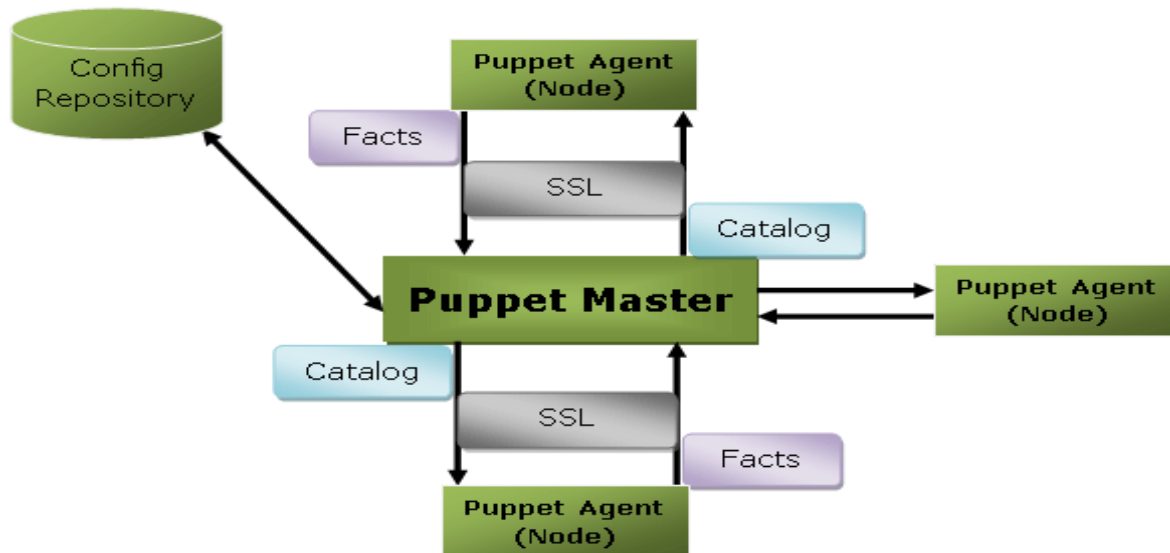 Config
Repository
Puppet Agent
(Node)
Facts
SSL
Catalog
Puppet Master
Puppet Agent
(Node)
Catalog
SSL
Facts
Puppet Agent
(Node)